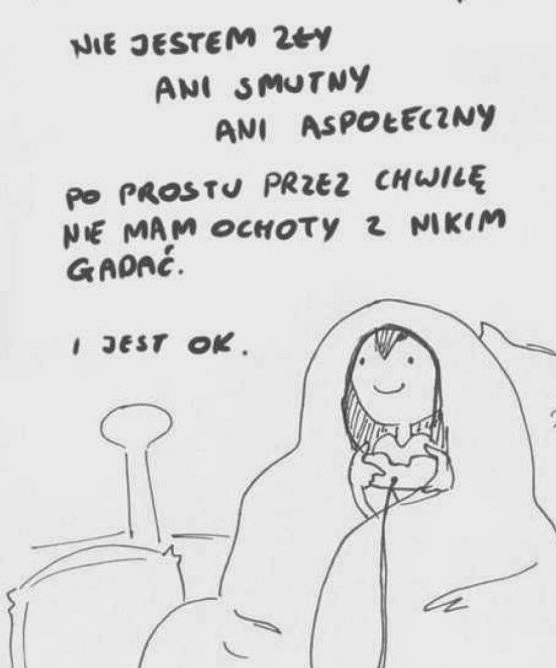 NIE JESTEM ZŁY
ANI SMUTNY
ANI ASPOŁECZNY
PO PROSTU PRZEZ CHWILĘ
NIE MAM OCHOTY Z NIKIM
GADAĆ.
I JEST OK.